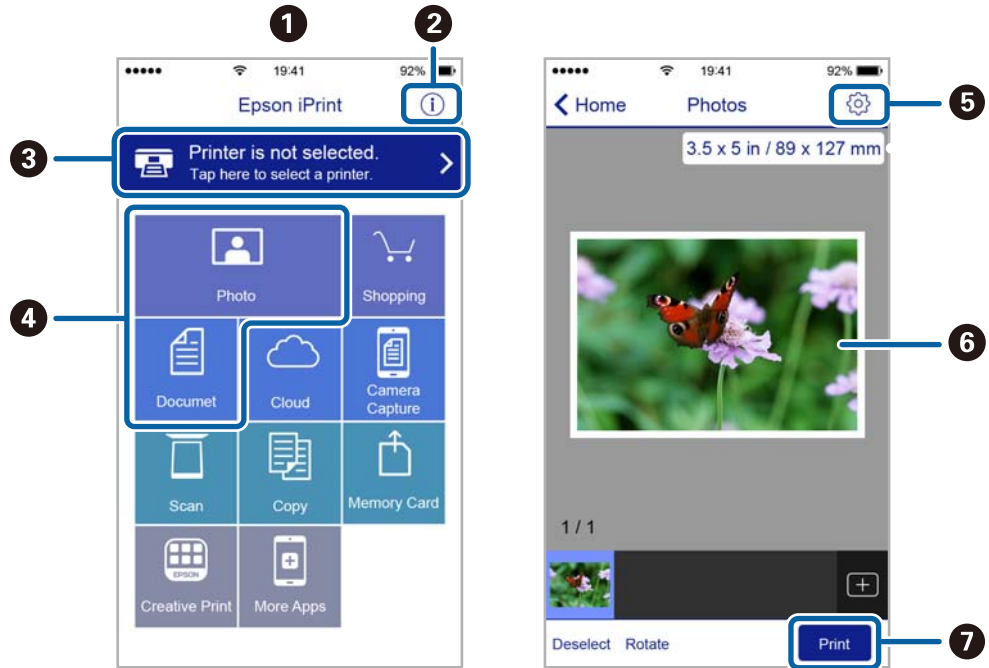 1
2
19:41
92%
Epson iPrint
3
Printer is not selected.
Tap here to select a printer.
4
Photo
Shopping
Documet
Cloud
Camera
Capture
Scan
Copy
Memory Card
EPSON
Creative Print
More Apps
19:41
92%
Home
Photos
5
3.5 x 5 in / 89 x 127 mm
6
1 / 1
Deselect Rotate
Print
7